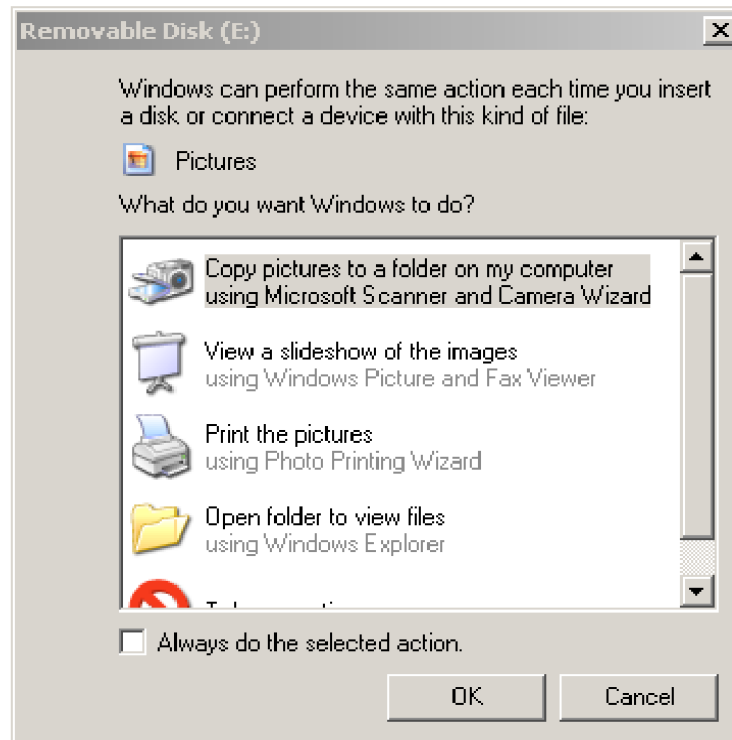 Removable Disk (E:)
Windows can perform the same action each time you insert
a disk or connect a device with this kind of file:
Pictures
What do you want Windows to do?
Copy pictures to a folder on my computer
using Microsoft Scanner and Camera Wizard
View a slideshow of the images
using Windows Picture and Fax Viewer
Print the pictures
using Photo Printing Wizard
Open folder to view files
using Windows Explorer
Always do the selected action.
OK
Cancel